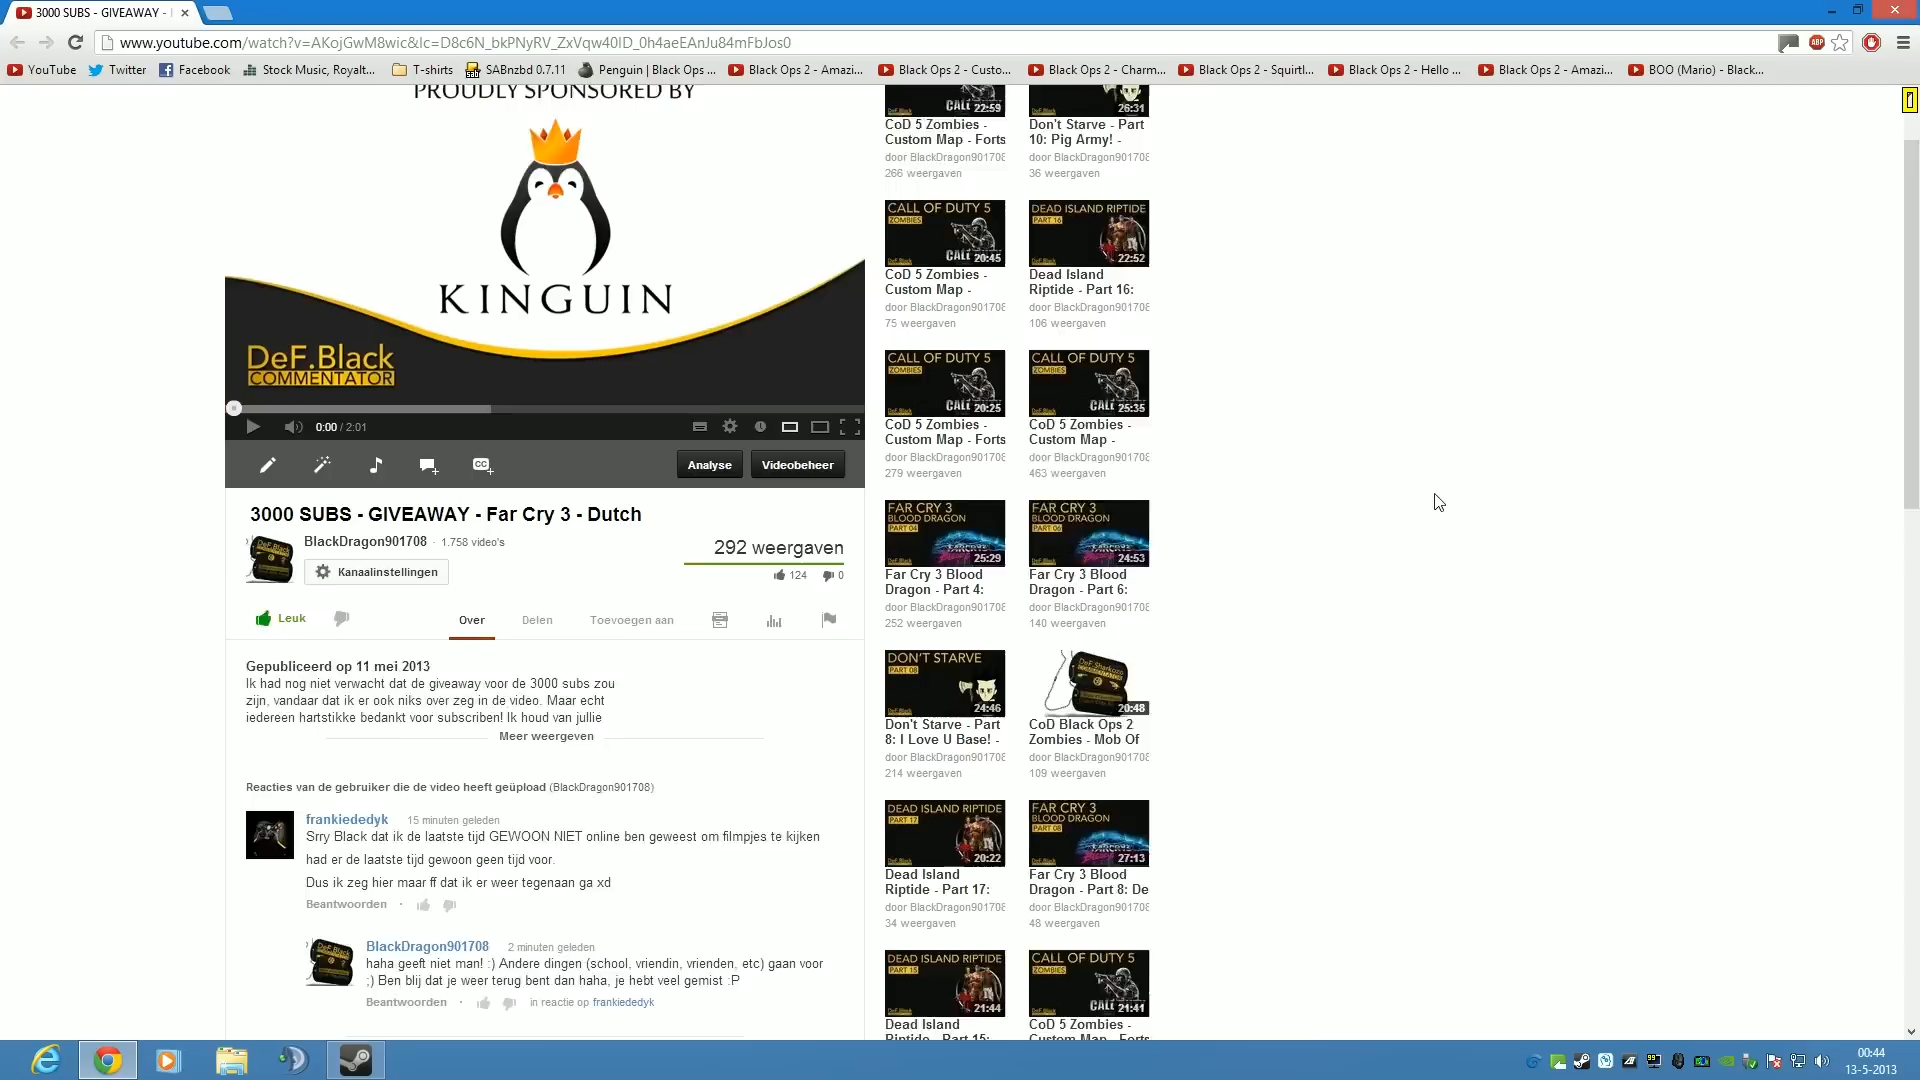 3000 SUBS - GIVEAWAY -
www.youtube.com/watch?v=AKojGwM8wic&lc=D8c6N_bkPNyRV_ZxVqw40ID_0h4aeEAnJu84mFbJos0
YouTube Twitter Facebook Stock Music, Royalt... T-shirts SABnzbd 0.7.11 Penguin | Black Ops ... Black Ops 2 - Amazi... Black Ops 2 - Custo... Black Ops 2 - Charm... Black Ops 2 - Squirtl... Black Ops 2 - Hello ... Black Ops 2 - Amazi... BOO (Mario) - Black...
PROUDLY SPONSORED BY
KINGUIN
DeF.Black
COMMENTATOR
0:00 / 2:01
Analyse Videobeheer
3000 SUBS - GIVEAWAY - Far Cry 3 - Dutch
BlackDragon901708 · 1.758 video's
Kanaalinstellingen
292 weergaven
124 0
Leuk
Over Delen Toevoegen aan
Gepubliceerd op 11 mei 2013
Ik had nog niet verwacht dat de giveaway voor de 3000 subs zou
zijn, vandaar dat ik er ook niks over zeg in de video. Maar echt
iedereen hartstikke bedankt voor subscriben! Ik houd van jullie
Meer weergeven
Reacties van de gebruiker die de video heeft geüpload (BlackDragon901708)
frankiededyk 15 minuten geleden
Srry Black dat ik de laatste tijd GEWOON NIET online ben geweest om filmpjes te kijken
had er de laatste tijd gewoon geen tijd voor.
Dus ik zeg hier maar ff dat ik er weer tegenaan ga xd
Beantwoorden ·
BlackDragon901708 2 minuten geleden
haha geeft niet man! :) Andere dingen (school, vriendin, vrienden, etc) gaan voor
;) Ben blij dat je weer terug bent dan haha, je hebt veel gemist :P
Beantwoorden · in reactie op frankiededyk
CALL 22:59
CoD 5 Zombies -
Custom Map - Forts
door BlackDragon901708
266 weergaven
26:31
Don't Starve - Part
10: Pig Army! -
door BlackDragon901708
36 weergaven
CALL OF DUTY 5
ZOMBIES
CALL 20:45
CoD 5 Zombies -
Custom Map -
door BlackDragon901708
75 weergaven
DEAD ISLAND RIPTIDE
PART 16
22:52
Dead Island
Riptide - Part 16:
door BlackDragon901708
106 weergaven
CALL OF DUTY 5
ZOMBIES
CALL 20:25
CoD 5 Zombies -
Custom Map - Forts
door BlackDragon901708
279 weergaven
CALL OF DUTY 5
ZOMBIES
CALL 25:35
CoD 5 Zombies -
Custom Map -
door BlackDragon901708
463 weergaven
FAR CRY 3
BLOOD DRAGON
PART 04
25:29
Far Cry 3 Blood
Dragon - Part 4:
door BlackDragon901708
252 weergaven
FAR CRY 3
BLOOD DRAGON
PART 06
24:53
Far Cry 3 Blood
Dragon - Part 6:
door BlackDragon901708
140 weergaven
DON'T STARVE
PART 08
24:46
Don't Starve - Part
8: I Love U Base! -
door BlackDragon901708
214 weergaven
20:48
CoD Black Ops 2
Zombies - Mob Of
door BlackDragon901708
109 weergaven
DEAD ISLAND RIPTIDE
PART 17
20:22
Dead Island
Riptide - Part 17:
door BlackDragon901708
34 weergaven
FAR CRY 3
BLOOD DRAGON
PART 08
27:13
Far Cry 3 Blood
Dragon - Part 8: De
door BlackDragon901708
48 weergaven
DEAD ISLAND RIPTIDE
PART 15
21:44
Dead Island
Riptide - Part 15:
CALL OF DUTY 5
ZOMBIES
CALL 21:41
CoD 5 Zombies -
Custom Map - Forts
00:44
13-5-2013